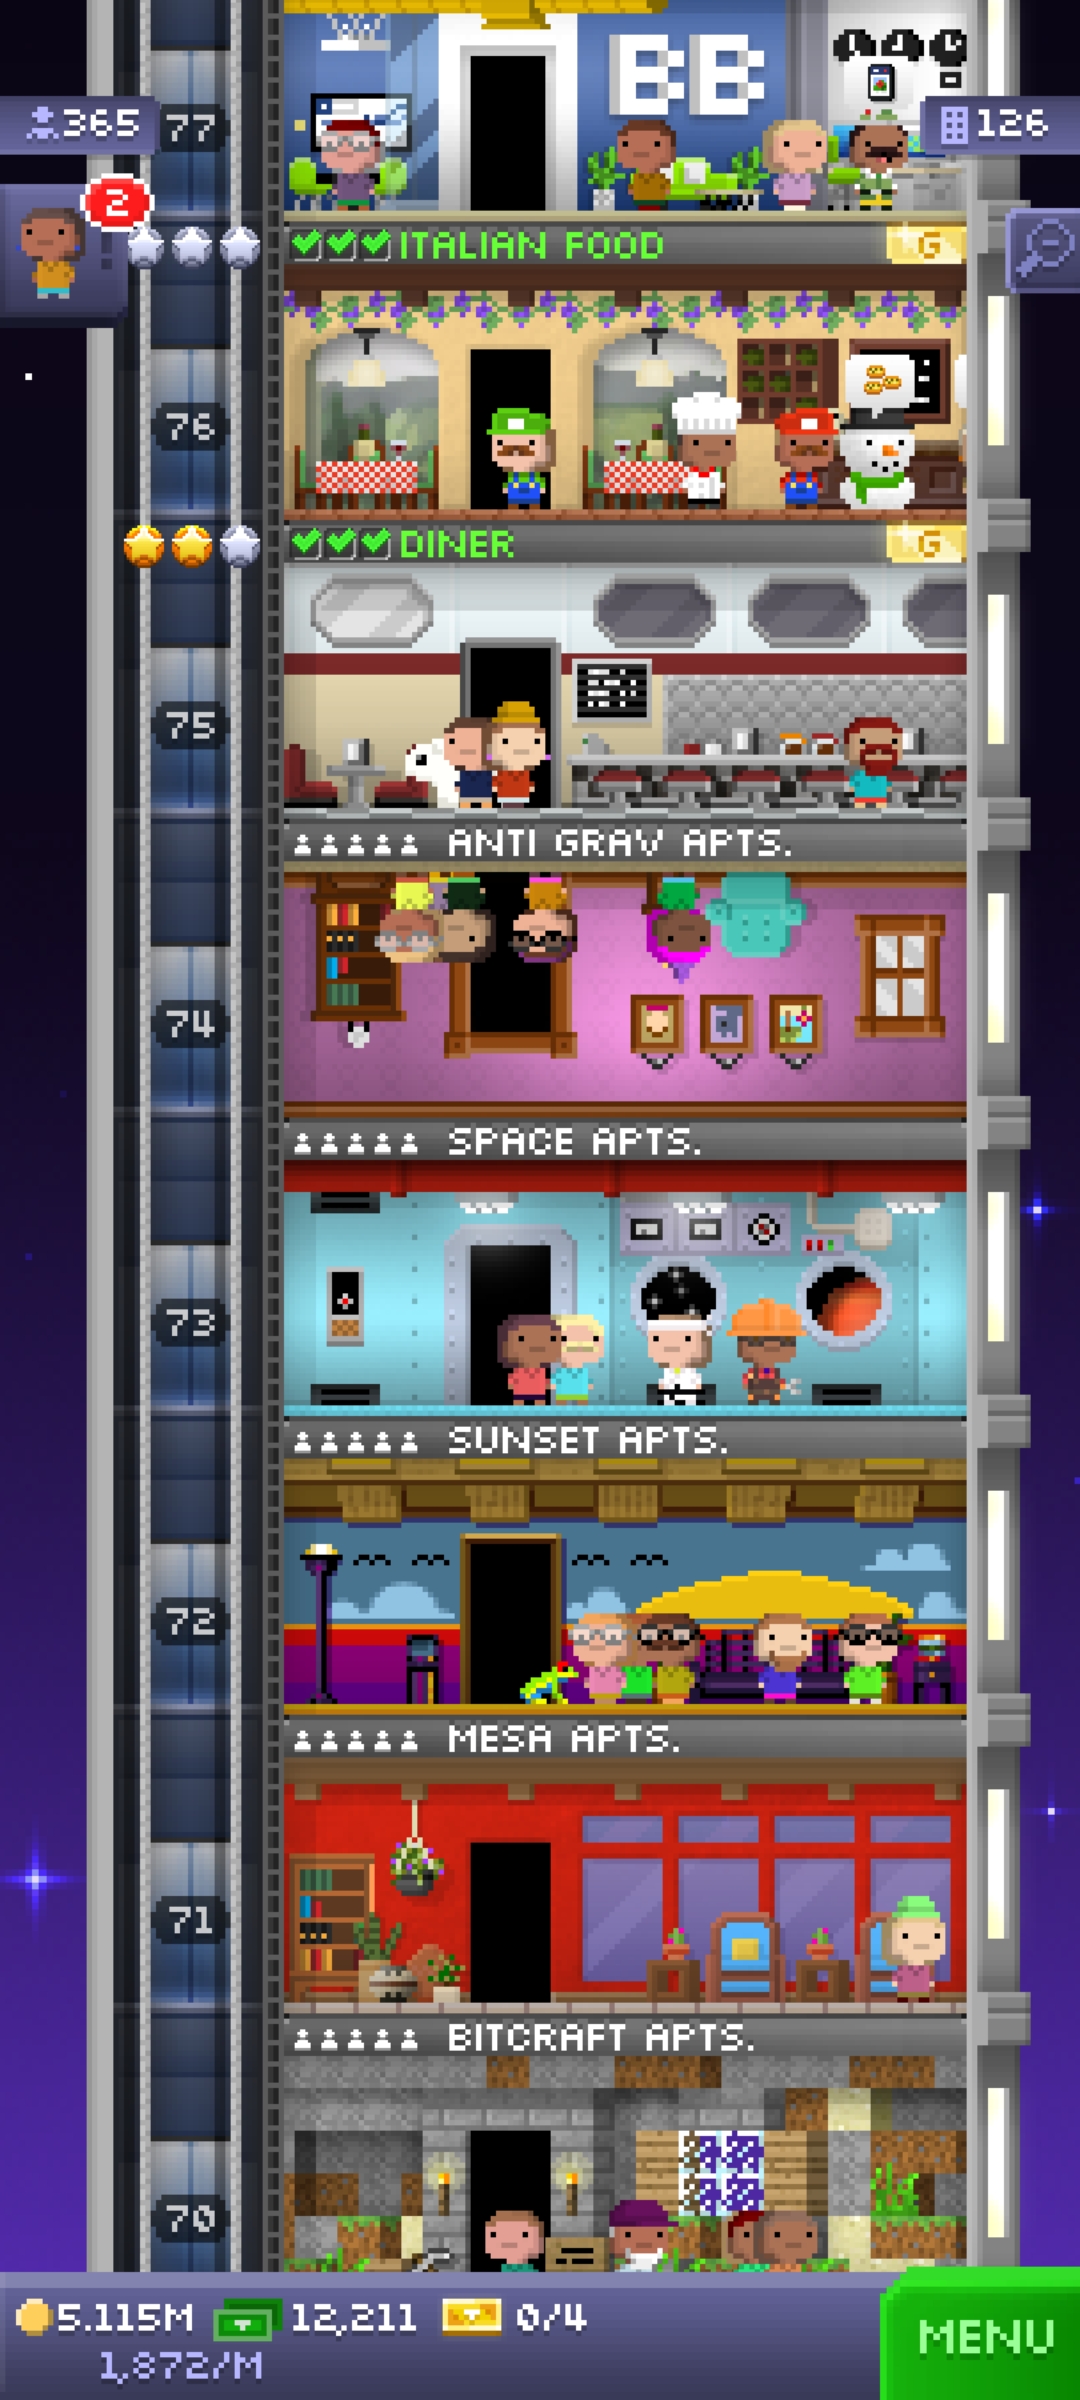 BB
365
77
126
2
ITALIAN FOOD
G
76
DINER
G
75
ANTI GRAV APTS.
74
SPACE APTS.
73
SUNSET APTS.
72
MESA APTS.
71
BITCRAFT APTS.
70
5.115M 12,211 0/4
1,872/M
MENU